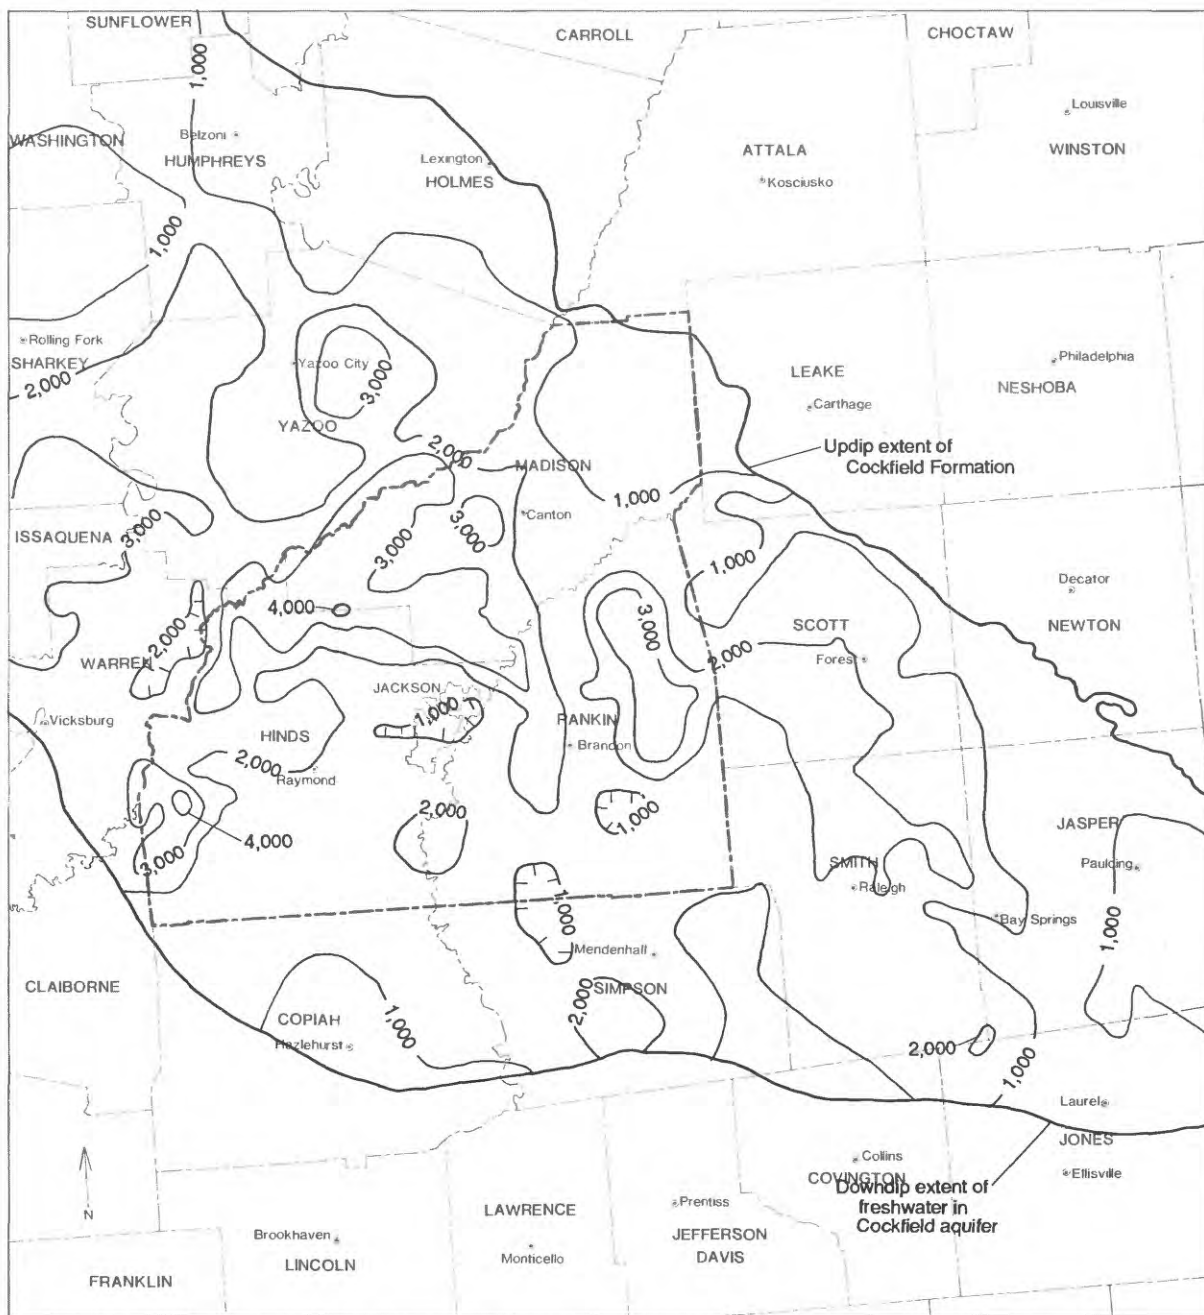 SUNFLOWER
CARROLL
CHOCTAW
1,000
Louisville
WASHINGTON
Belzoni
HUMPHREYS
Lexington
HOLMES
ATTALA
Kosciusko
WINSTON
1,000
Rolling Fork
SHARKEY
2,000
Yazoo City
3,000
YAZOO
LEAKE
Carthage
Philadelphia
NESHOBA
Updip extent of
Cockfield Formation
2,000
MADISON
1,000
Canton
3,000
3,000
3,000
ISSAQUENA
1,000
Decator
NEWTON
4,000
2,000
3,000
SCOTT
2,000
Forest
WARREN
JACKSON
1,000
Vicksburg
HINDS
RANKIN
Brandon
2,000
Raymond
2,000
1,000
4,000
3,000
JASPER
Paulding
SMITH
Raleigh
1,000
Bay Springs
1,000
Mendenhall
SIMPSON
2,000
CLAIBORNE
COPIAH
1,000
Hazlehurst
2,000
1,000
Laurel
JONES
Ellisville
Collins
COVINGTON
Downdip extent of
freshwater in
Cockfield aquifer
N
LAWRENCE
Prentiss
JEFFERSON
DAVIS
Brookhaven
LINCOLN
Monticello
FRANKLIN